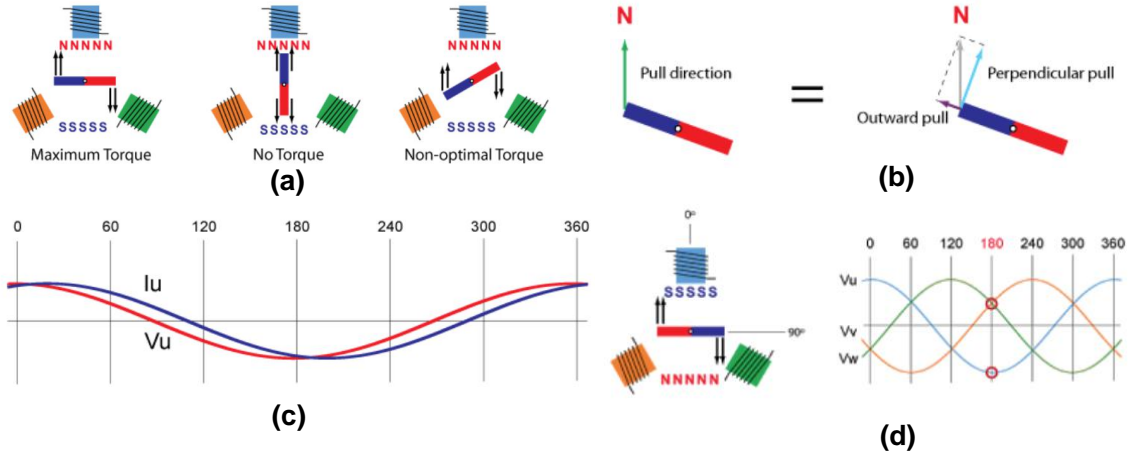 NNNNN
SSSSS
Maximum Torque
NNNNN
SSSSS
No Torque
NNNNN
SSSSS
Non-optimal Torque
(a)
N
Pull direction
=
N
Perpendicular pull
Outward pull
(b)
0 60 120 180 240 300 360
Iu
Vu
(c)
0º
SSSSS
90º
NNNNN
0 60 120 180 240 300 360
Vu
Vv
Vw
(d)